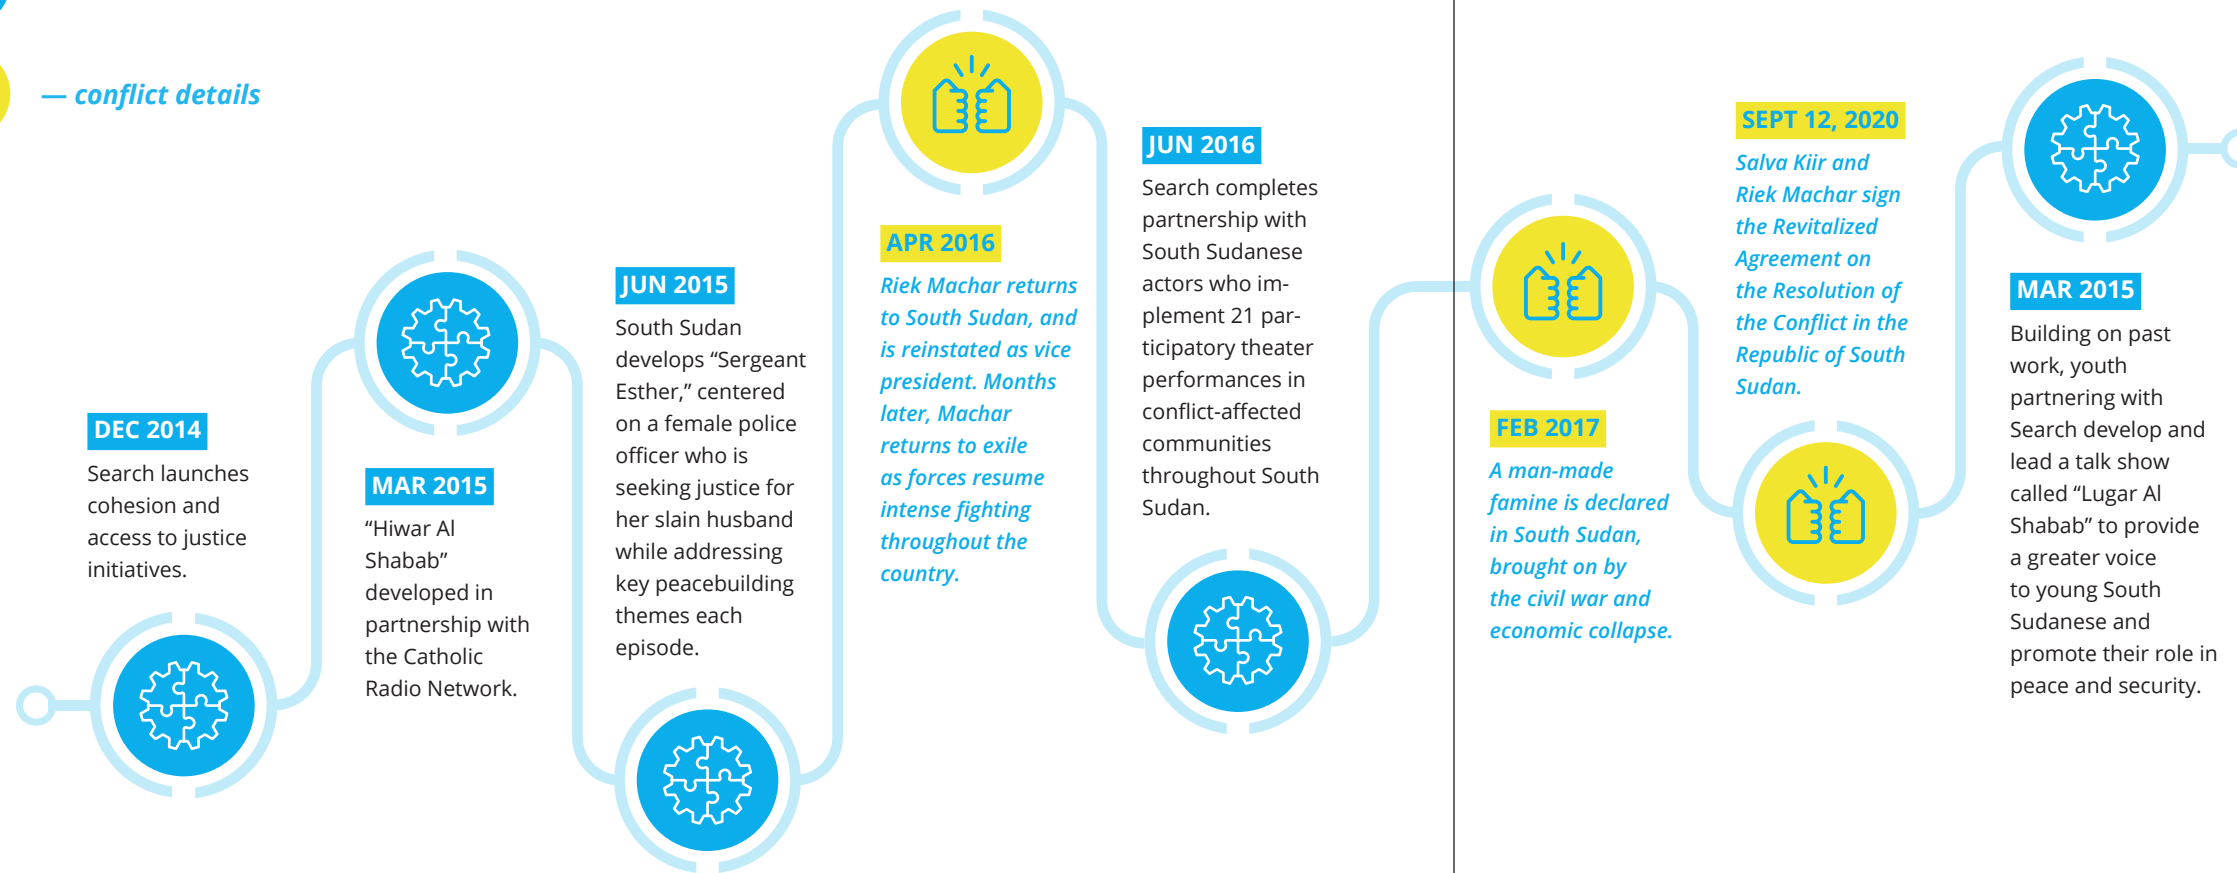 — conflict details
DEC 2014
Search launches
cohesion and
access to justice
initiatives.
MAR 2015
“Hiwar Al
Shabab”
developed in
partnership with
the Catholic
Radio Network.
JUN 2015
South Sudan
develops “Sergeant
Esther,” centered
on a female police
officer who is
seeking justice for
her slain husband
while addressing
key peacebuilding
themes each
episode.
APR 2016
Riek Machar returns
to South Sudan, and
is reinstated as vice
president. Months
later, Machar
returns to exile
as forces resume
intense fighting
throughout the
country.
JUN 2016
Search completes
partnership with
South Sudanese
actors who im-
plement 21 par-
ticipatory theater
performances in
conflict-affected
communities
throughout South
Sudan.
FEB 2017
A man-made
famine is declared
in South Sudan,
brought on by
the civil war and
economic collapse.
SEPT 12, 2020
Salva Kiir and
Riek Machar sign
the Revitalized
Agreement on
the Resolution of
the Conflict in the
Republic of South
Sudan.
MAR 2015
Building on past
work, youth
partnering with
Search develop and
lead a talk show
called “Lugar Al
Shabab” to provide
a greater voice
to young South
Sudanese and
promote their role in
peace and security.